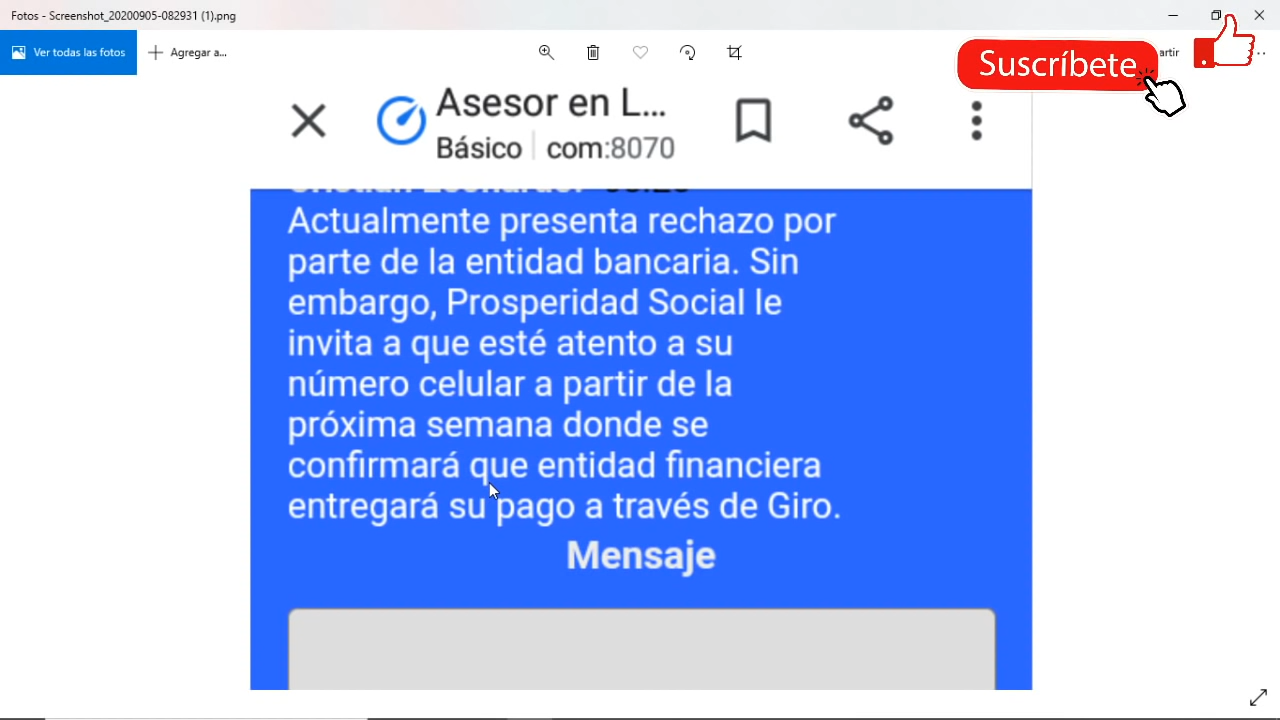 Fotos - Screenshot_20200905-082931 (1).png
Ver todas las fotos
Agregar a...
artir
Suscríbete
Asesor en L...
Básico com:8070
Actualmente presenta rechazo por
parte de la entidad bancaria. Sin
embargo, Prosperidad Social le
invita a que esté atento a su
número celular a partir de la
próxima semana donde se
confirmará que entidad financiera
entregará su pago a través de Giro.
Mensaje